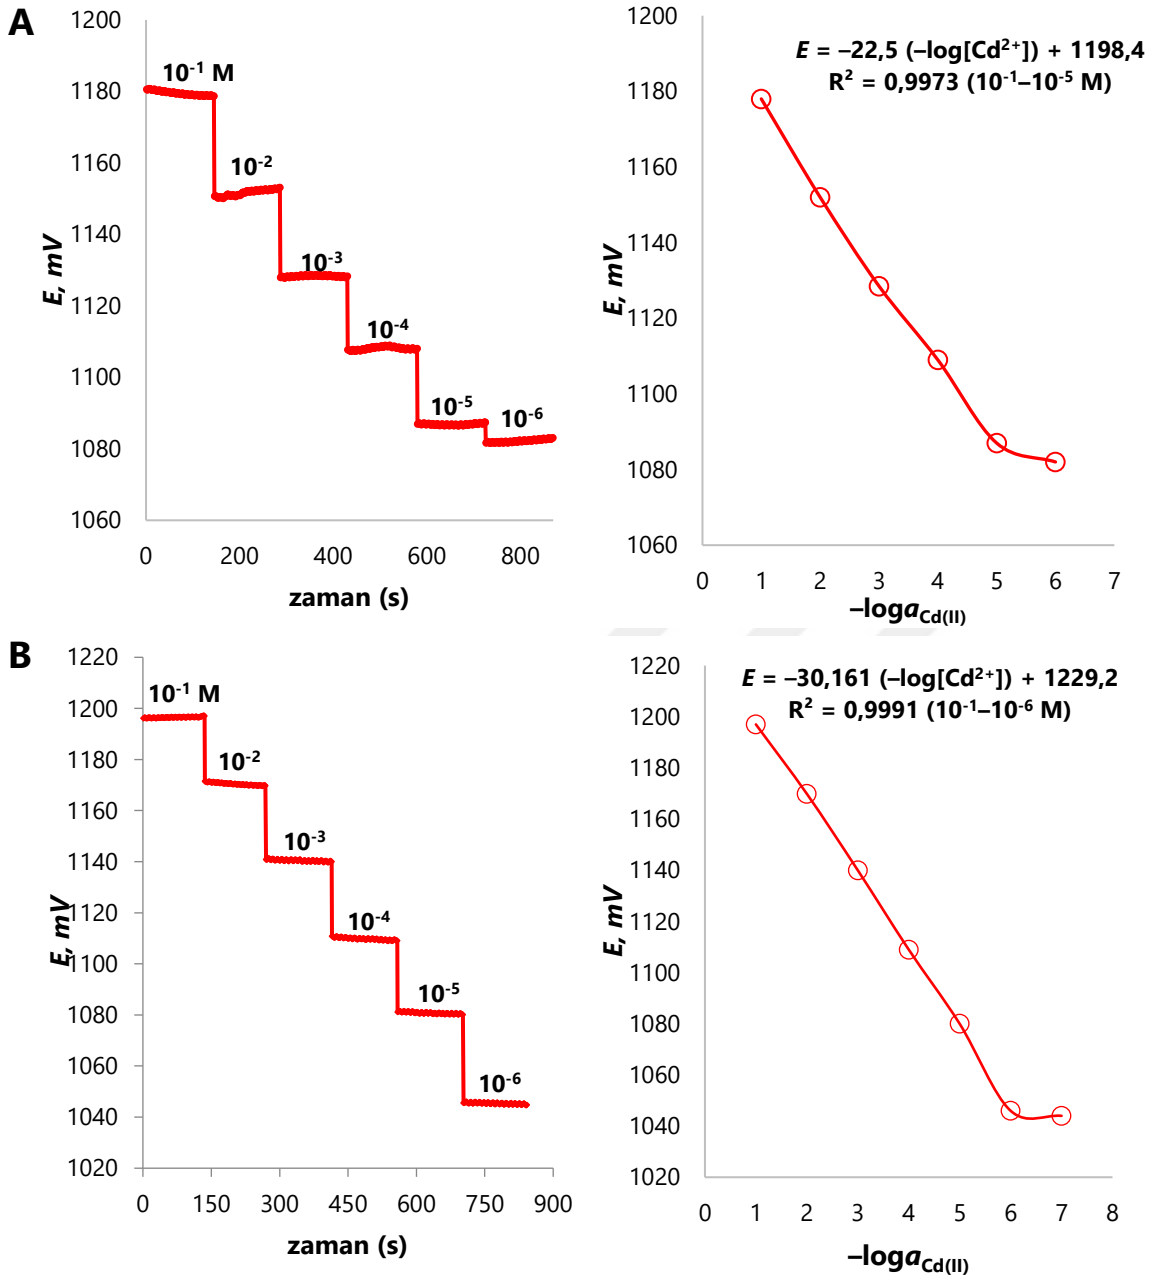 A
1200
1180
1160
1140
1120
1100
1080
1060
E, mV
10⁻¹ M
10⁻²
10⁻³
10⁻⁴
10⁻⁵
10⁻⁶
0 200 400 600 800
zaman (s)
1200
1180
1160
1140
1120
1100
1080
1060
E, mV
E = –22,5 (–log[Cd²⁺]) + 1198,4
R² = 0,9973 (10⁻¹–10⁻⁵ M)
0 1 2 3 4 5 6 7
–logaCd(II)
B
1220
1200
1180
1160
1140
1120
1100
1080
1060
1040
1020
E, mV
10⁻¹ M
10⁻²
10⁻³
10⁻⁴
10⁻⁵
10⁻⁶
0 150 300 450 600 750 900
zaman (s)
1220
1200
1180
1160
1140
1120
1100
1080
1060
1040
1020
E, mV
E = –30,161 (–log[Cd²⁺]) + 1229,2
R² = 0,9991 (10⁻¹–10⁻⁶ M)
0 1 2 3 4 5 6 7 8
–logaCd(II)